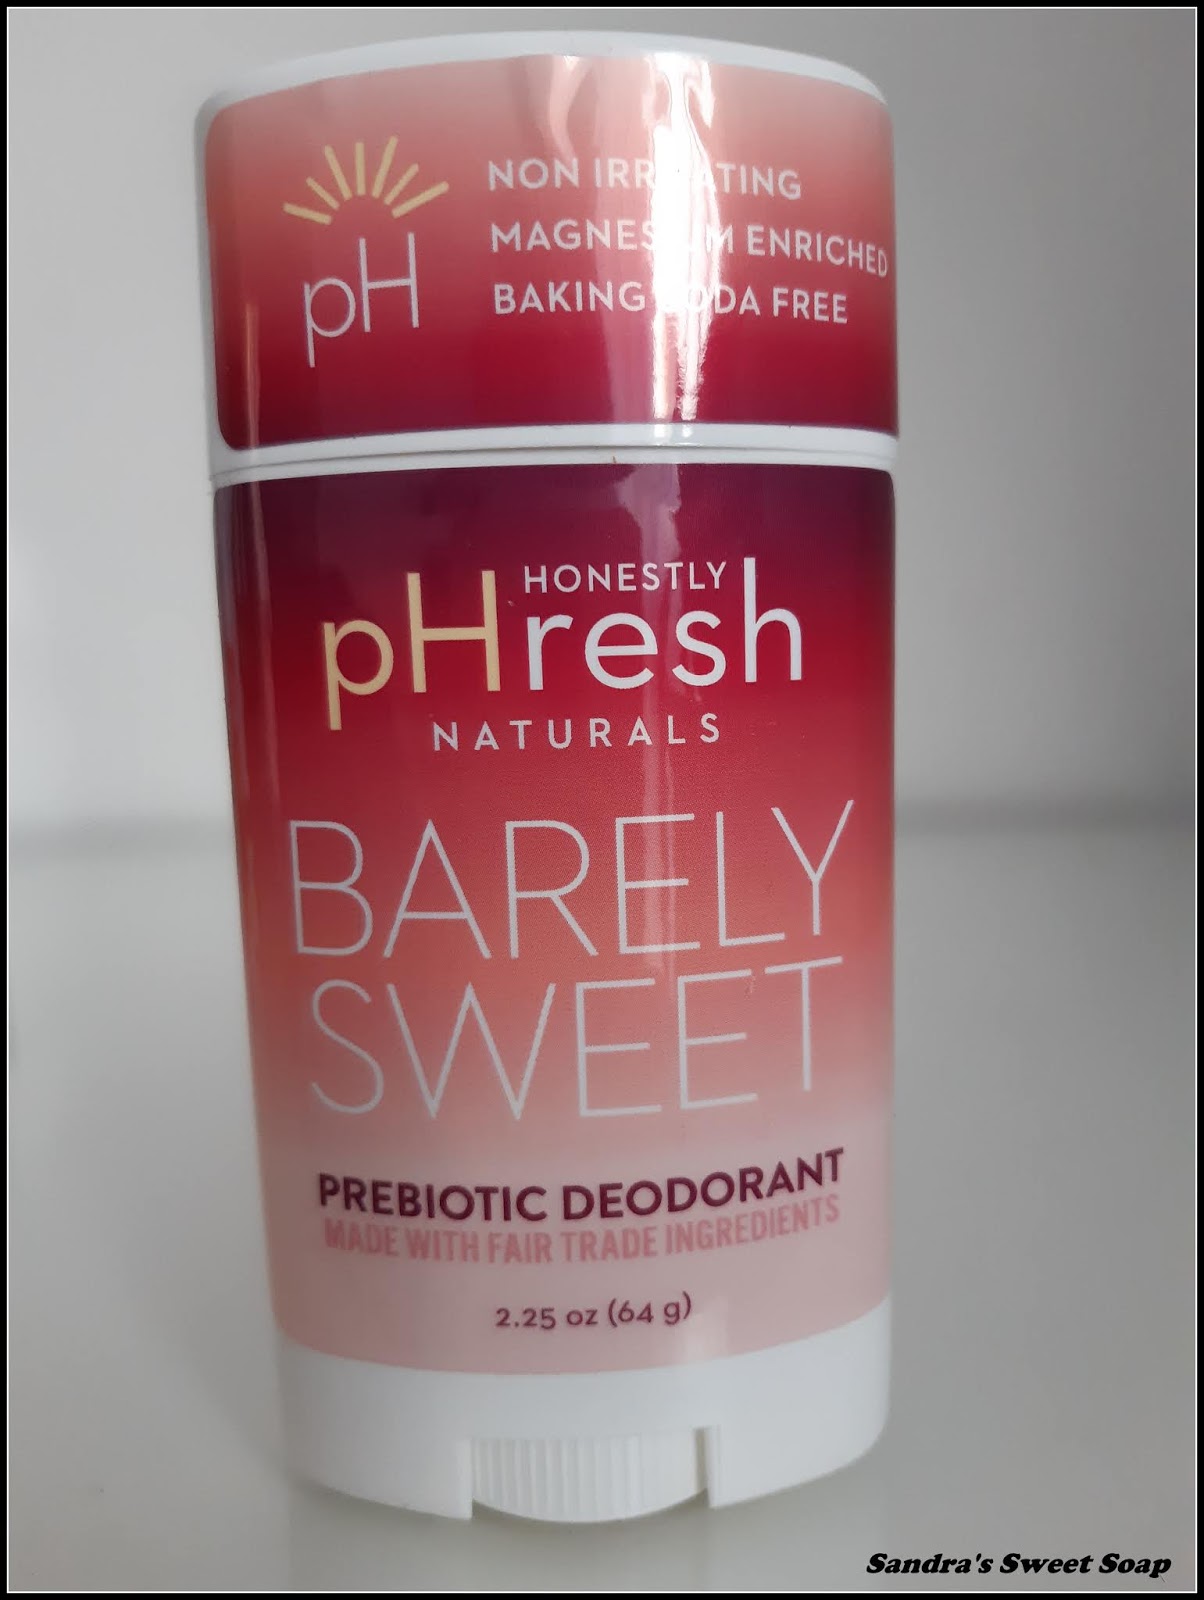 pH
NON IRRITATING
MAGNESIUM ENRICHED
BAKING SODA FREE
HONESTLY
pHresh
NATURALS
BARELY
SWEET
PREBIOTIC DEODORANT
MADE WITH FAIR TRADE INGREDIENTS
2.25 oz (64 g)
Sandra's Sweet Soap